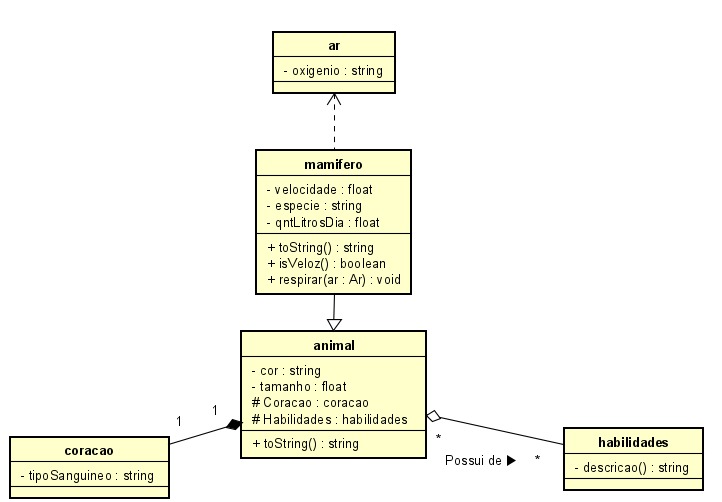 ar
- oxigenio : string
mamifero
- velocidade : float
- especie : string
- qntLitrosDia : float
+ toString() : string
+ isVeloz() : boolean
+ respirar(ar : Ar) : void
animal
- cor : string
- tamanho : float
# Coracao : coracao
# Habilidades : habilidades
+ toString() : string
1
1
coracao
- tipoSanguineo : string
*
Possui de ▶
*
habilidades
- descricao() : string